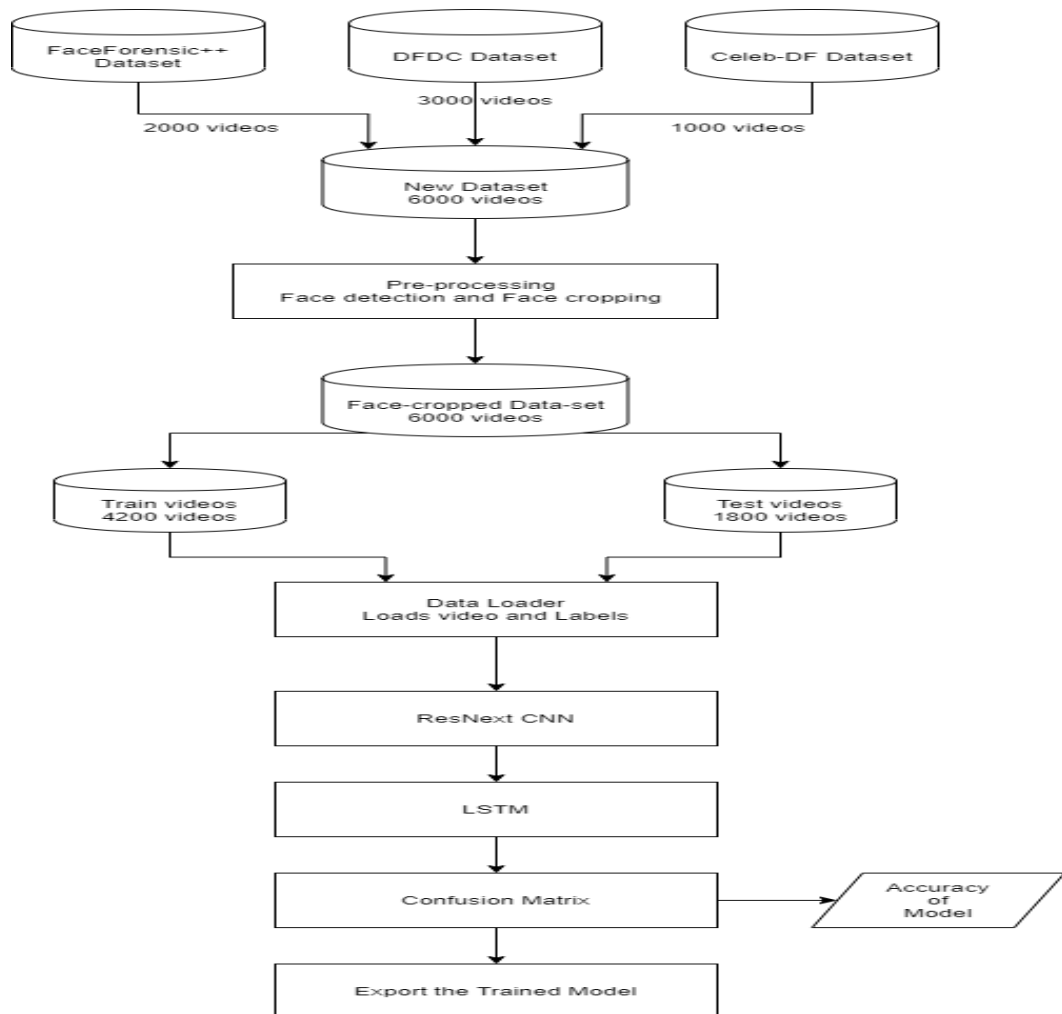 FaceForensic++
Dataset
DFDC Dataset
Celeb-DF Dataset
3000 videos
2000 videos
1000 videos
New Dataset
6000 videos
Pre-processing
Face detection and Face cropping
Face-cropped Data-set
6000 videos
Train videos
4200 videos
Test videos
1800 videos
Data Loader
Loads video and Labels
ResNext CNN
LSTM
Confusion Matrix
Accuracy
of
Model
Export the Trained Model